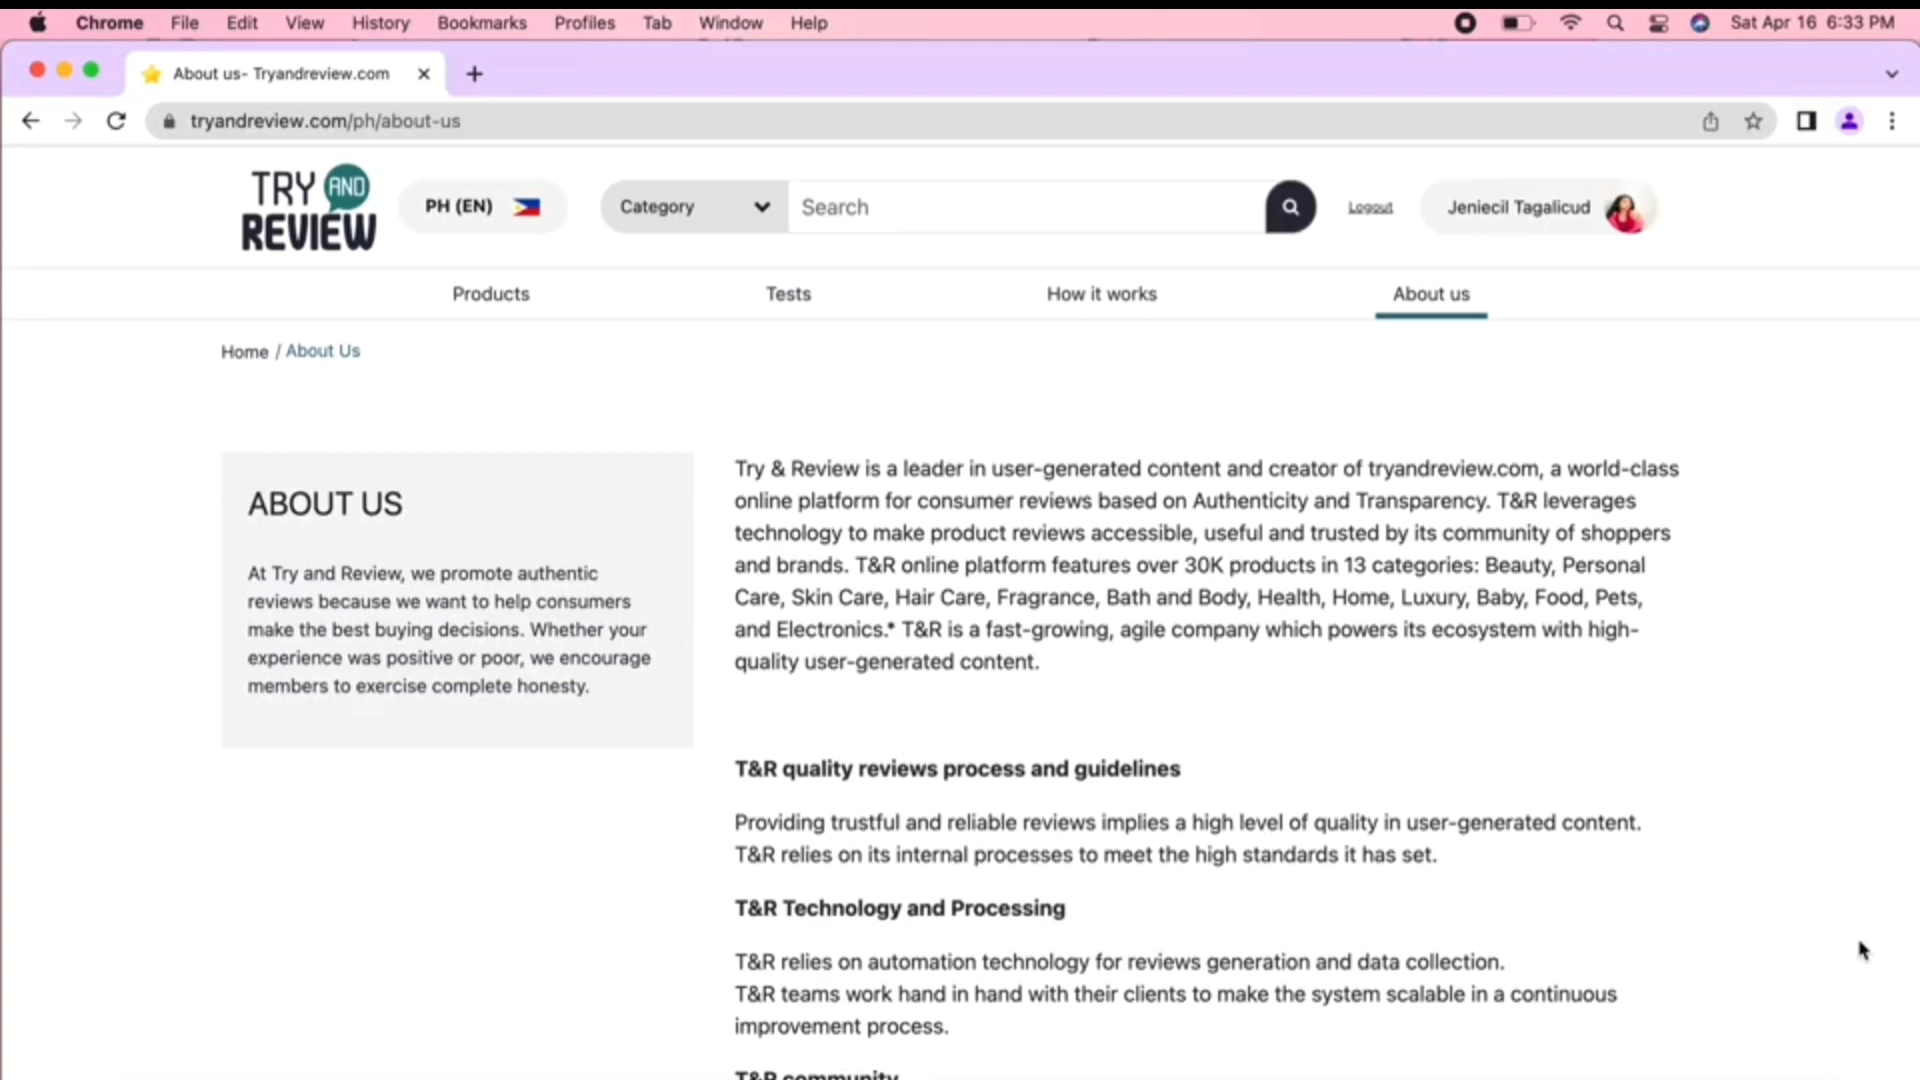 Chrome File Edit View History Bookmarks Profiles Tab Window Help Sat Apr 16 6:33 PM
About us- Tryandreview.com
tryandreview.com/ph/about-us
TRY AND
REVIEW
PH (EN)
Category
Search
Logout
Jeniecil Tagalicud
Products Tests How it works About us
Home / About Us
ABOUT US
At Try and Review, we promote authentic
reviews because we want to help consumers
make the best buying decisions. Whether your
experience was positive or poor, we encourage
members to exercise complete honesty.
Try & Review is a leader in user-generated content and creator of tryandreview.com, a world-class
online platform for consumer reviews based on Authenticity and Transparency. T&R leverages
technology to make product reviews accessible, useful and trusted by its community of shoppers
and brands. T&R online platform features over 30K products in 13 categories: Beauty, Personal
Care, Skin Care, Hair Care, Fragrance, Bath and Body, Health, Home, Luxury, Baby, Food, Pets,
and Electronics.* T&R is a fast-growing, agile company which powers its ecosystem with high-
quality user-generated content.
T&R quality reviews process and guidelines
Providing trustful and reliable reviews implies a high level of quality in user-generated content.
T&R relies on its internal processes to meet the high standards it has set.
T&R Technology and Processing
T&R relies on automation technology for reviews generation and data collection.
T&R teams work hand in hand with their clients to make the system scalable in a continuous
improvement process.
T&R community